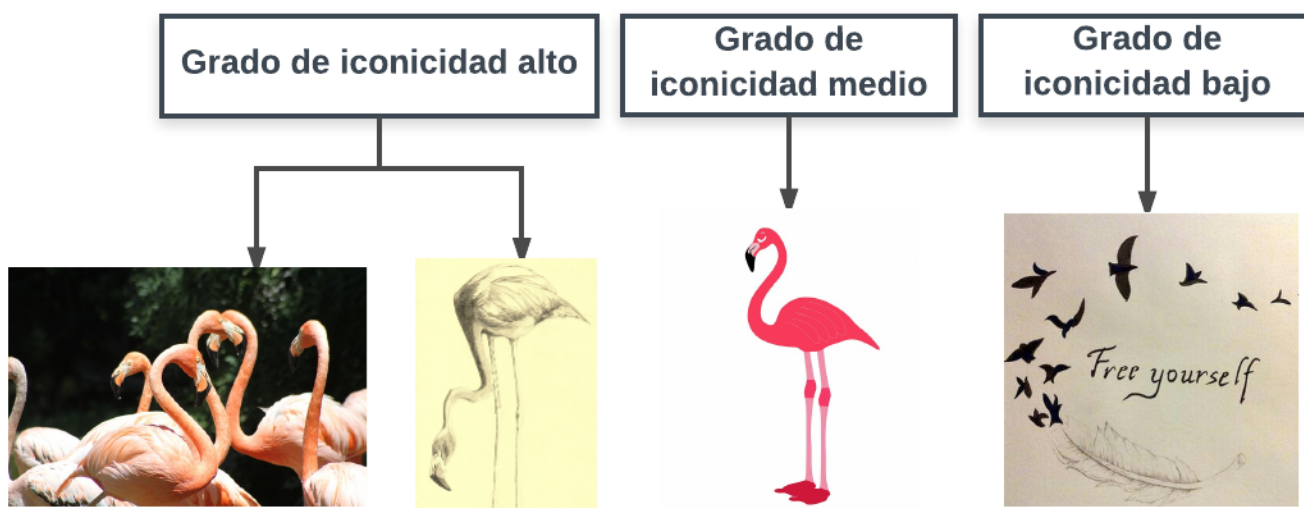 Grado de iconicidad alto
Grado de
iconicidad medio
Grado de
iconicidad bajo
Free yourself